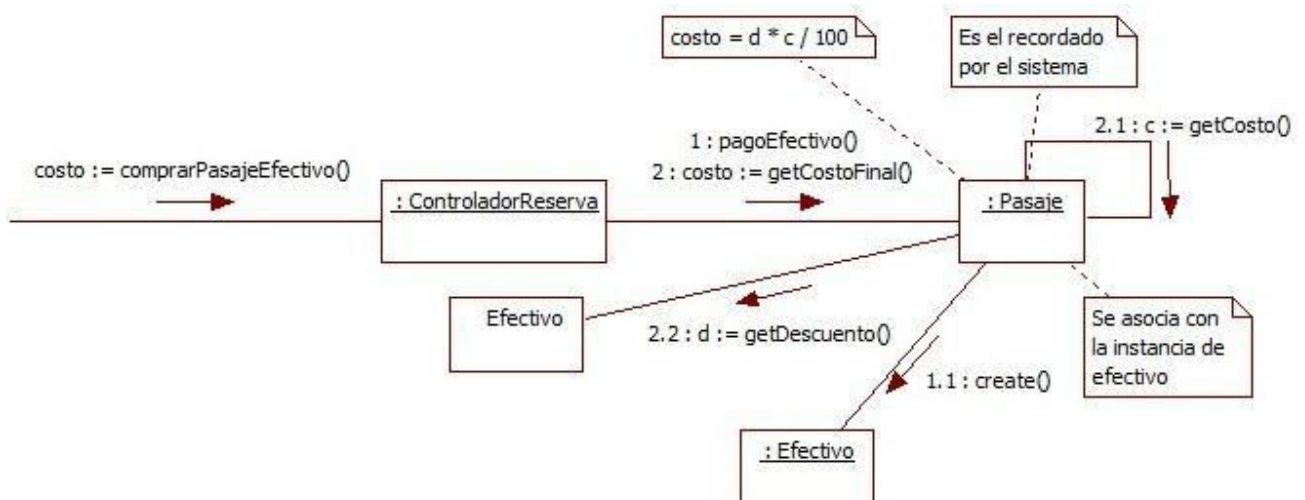 costo = d * c / 100
Es el recordado
por el sistema
2.1 : c := getCosto()
1 : pagoEfectivo()
costo := comprarPasajeEfectivo()
2 : costo := getCostoFinal()
: ControladorReserva
: Pasaje
Efectivo
2.2 : d := getDescuento()
Se asocia con
la instancia de
efectivo
1.1 : create()
: Efectivo